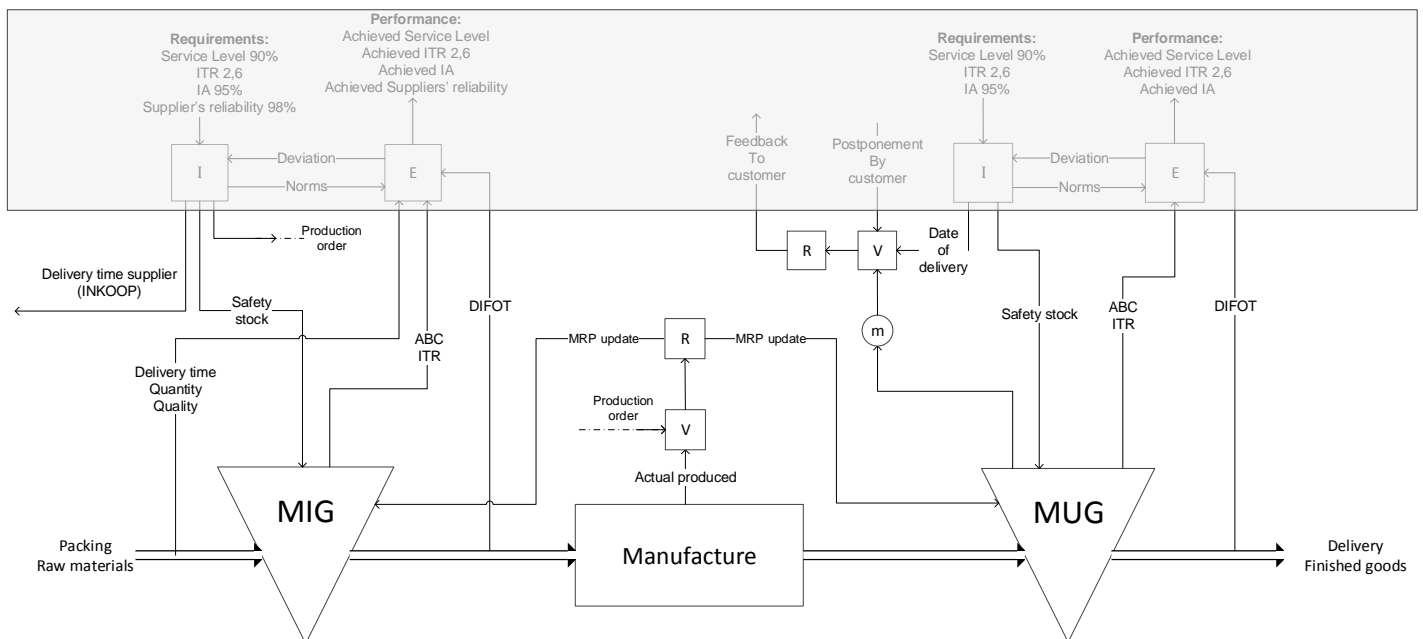 Requirements:
Service Level 90%
ITR 2,6
IA 95%
Supplier's reliability 98%
Performance:
Achieved Service Level
Achieved ITR 2,6
Achieved IA
Achieved Suppliers' reliability
Requirements:
Service Level 90%
ITR 2,6
IA 95%
Performance:
Achieved Service Level
Achieved ITR 2,6
Achieved IA
I
Deviation
Norms
E
Feedback
To
customer
Postponement
By
customer
I
Deviation
Norms
E
Production
order
Delivery time supplier
(INKOOP)
Safety
stock
Delivery time
Quantity
Quality
ABC
ITR
DIFOT
R
V
Date
of
delivery
m
Safety stock
ABC
ITR
DIFOT
MRP update
R
MRP update
Production
order
V
Actual produced
MIG
Manufacture
MUG
Packing
Raw materials
Delivery
Finished goods